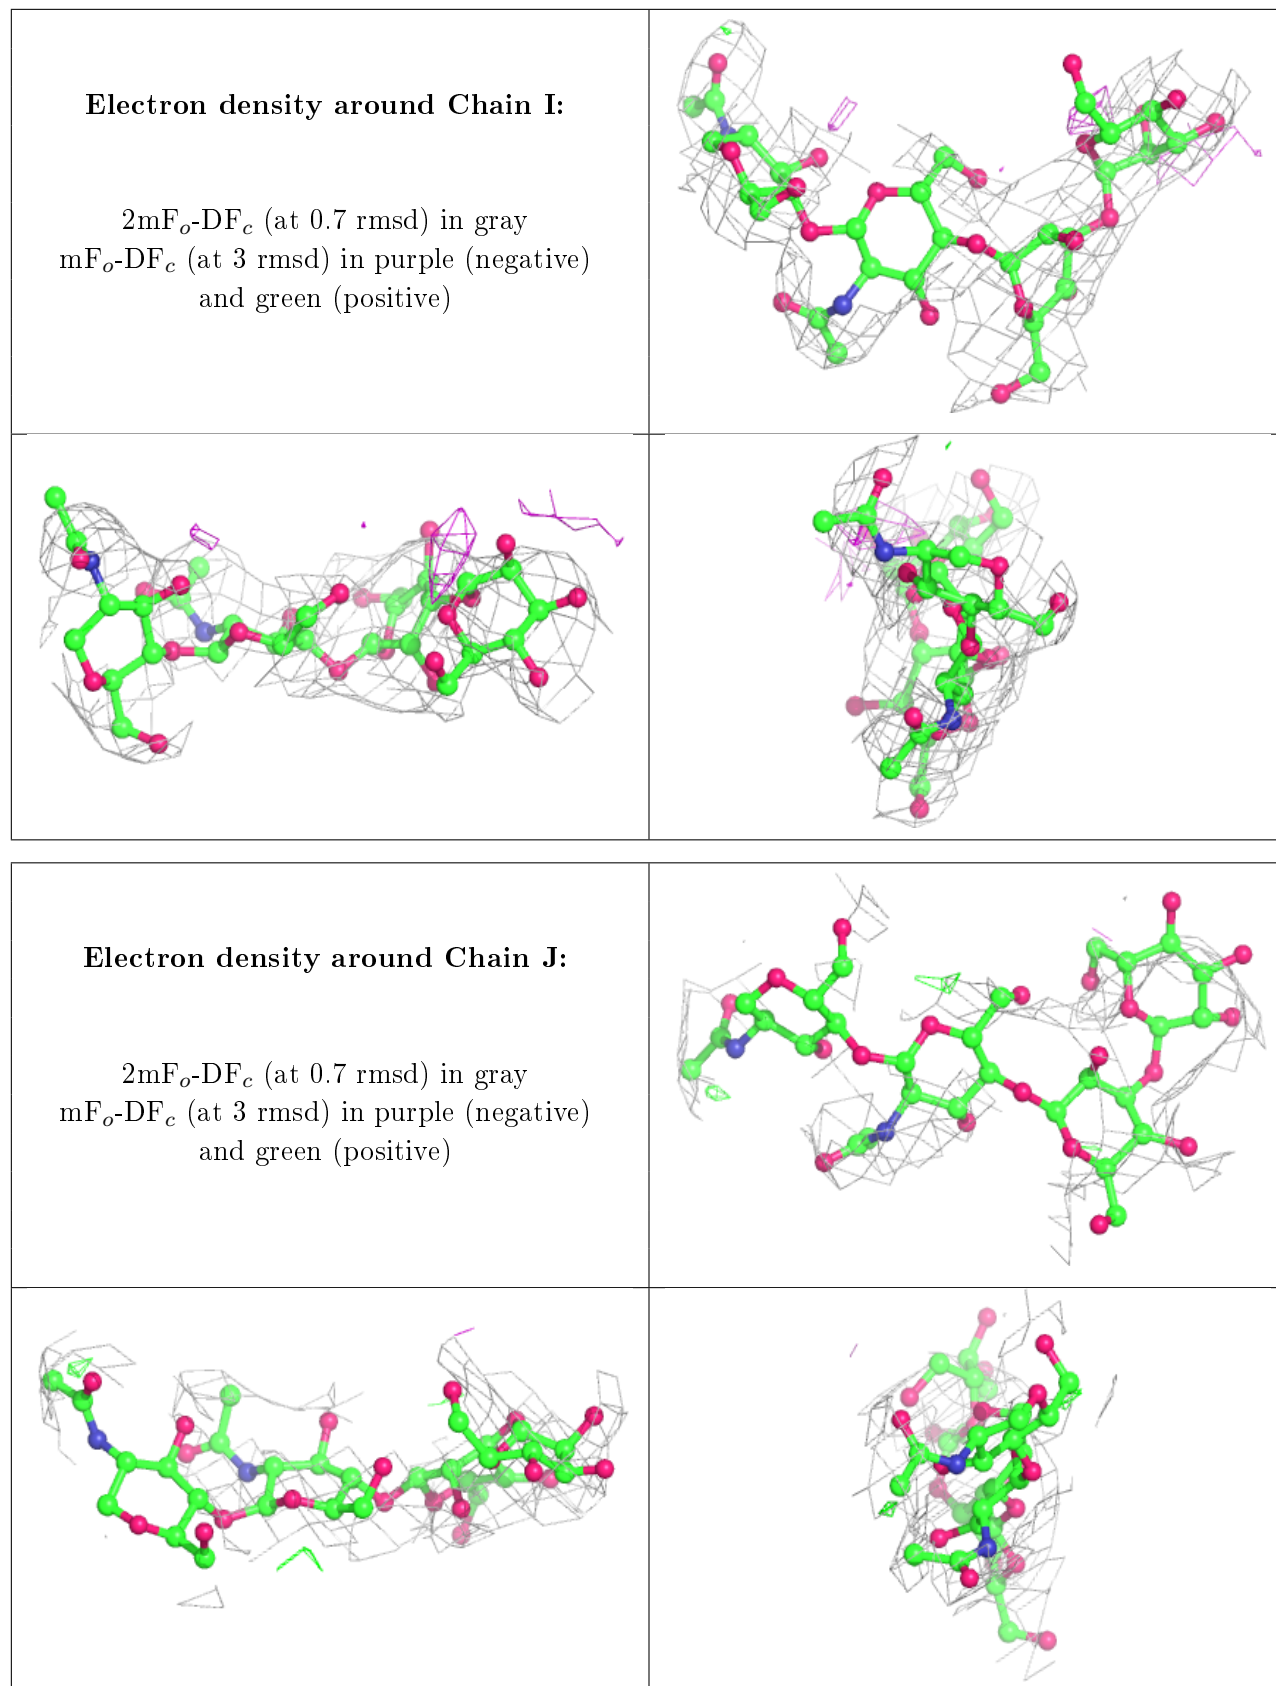 Electron density around Chain I:
2mFₒ-DF𝒸 (at 0.7 rmsd) in gray
mFₒ-DF𝒸 (at 3 rmsd) in purple (negative)
and green (positive)
Electron density around Chain J:
2mFₒ-DF𝒸 (at 0.7 rmsd) in gray
mFₒ-DF𝒸 (at 3 rmsd) in purple (negative)
and green (positive)